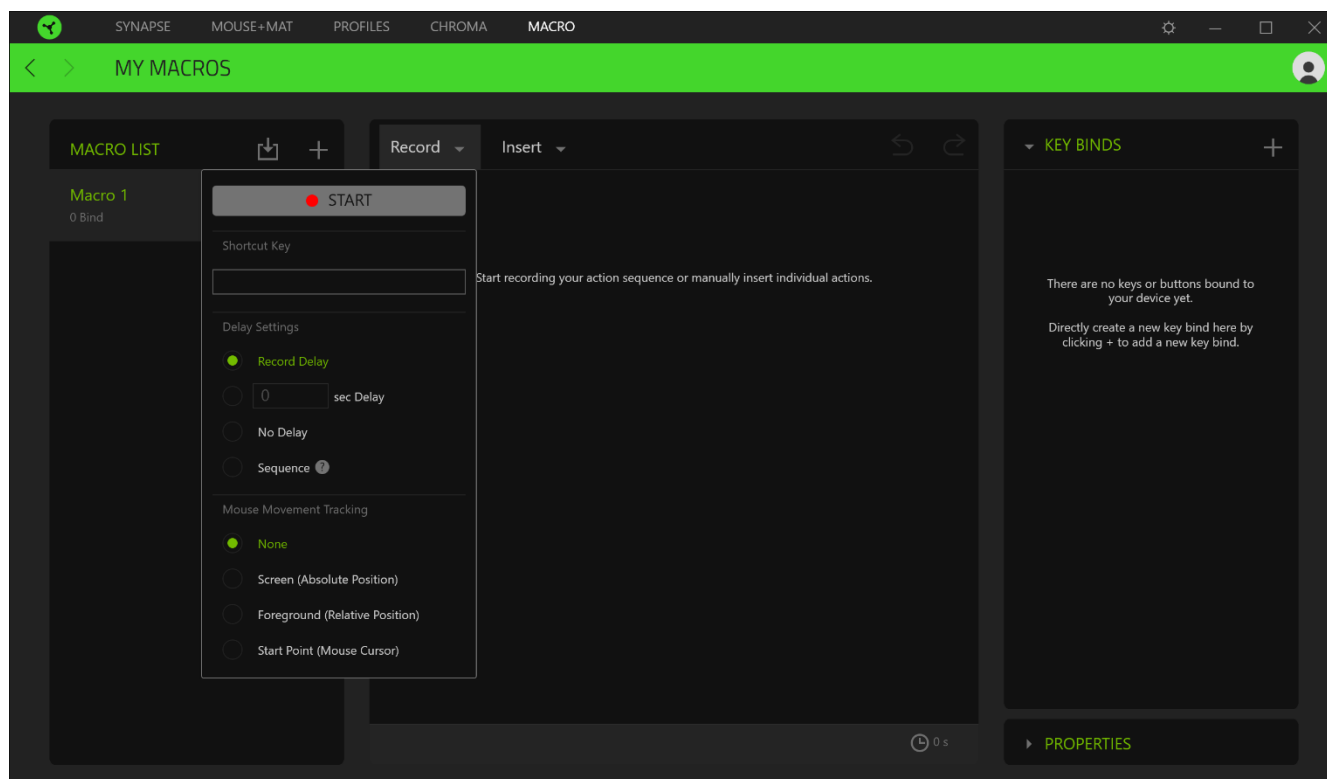 SYNAPSE MOUSE+MAT PROFILES CHROMA MACRO
MY MACROS
MACRO LIST
Macro 1
0 Bind
Record Insert
START
Shortcut Key
Delay Settings
Record Delay
0 sec Delay
No Delay
Sequence ?
Mouse Movement Tracking
None
Screen (Absolute Position)
Foreground (Relative Position)
Start Point (Mouse Cursor)
Start recording your action sequence or manually insert individual actions.
0 s
KEY BINDS
There are no keys or buttons bound to
your device yet.
Directly create a new key bind here by
clicking + to add a new key bind.
PROPERTIES